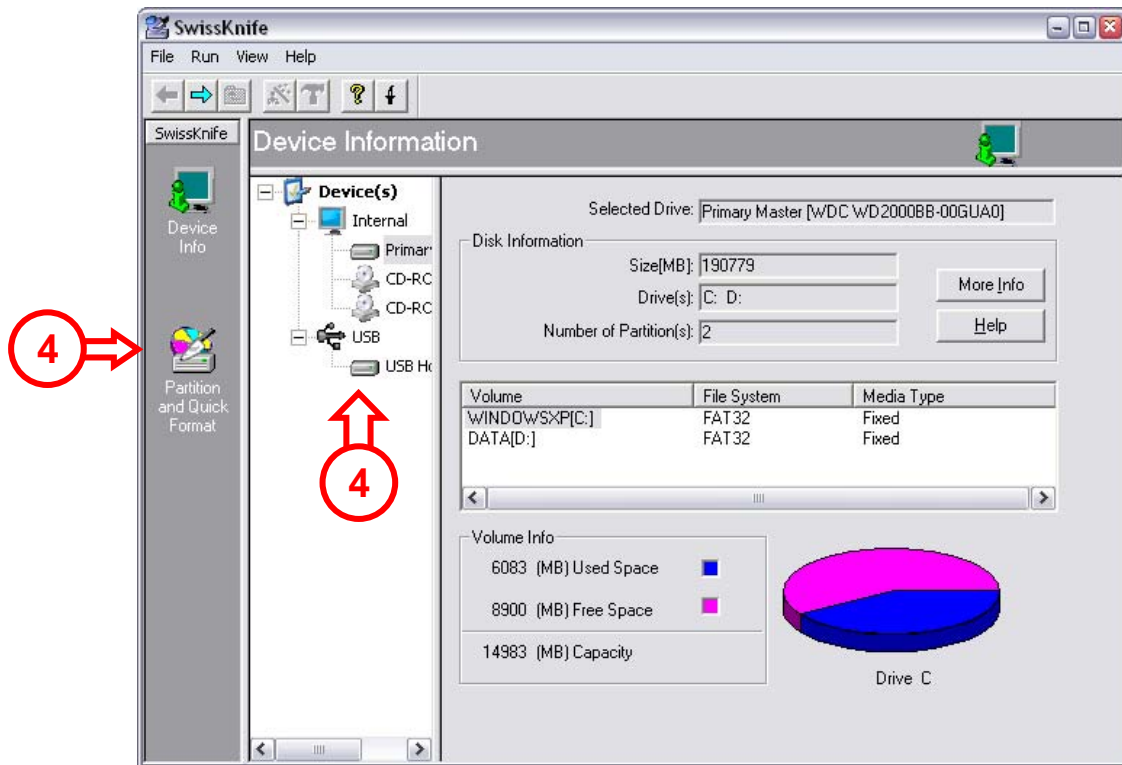 SwissKnife
File Run View Help
SwissKnife
Device Information
Device
Info
4
Partition
and Quick
Format
Device(s)
Internal
Primar
CD-RC
CD-RC
USB
USB Ho
4
Selected Drive: Primary Master [WDC WD2000BB-00GUA0]
Disk Information
Size[MB]: 190779
Drive(s): C: D:
Number of Partition(s): 2
More Info
Help
Volume File System Media Type
WINDOWSXP[C:] FAT32 Fixed
DATA[D:] FAT32 Fixed
Volume Info
6083 (MB) Used Space
8900 (MB) Free Space
14983 (MB) Capacity
Drive C